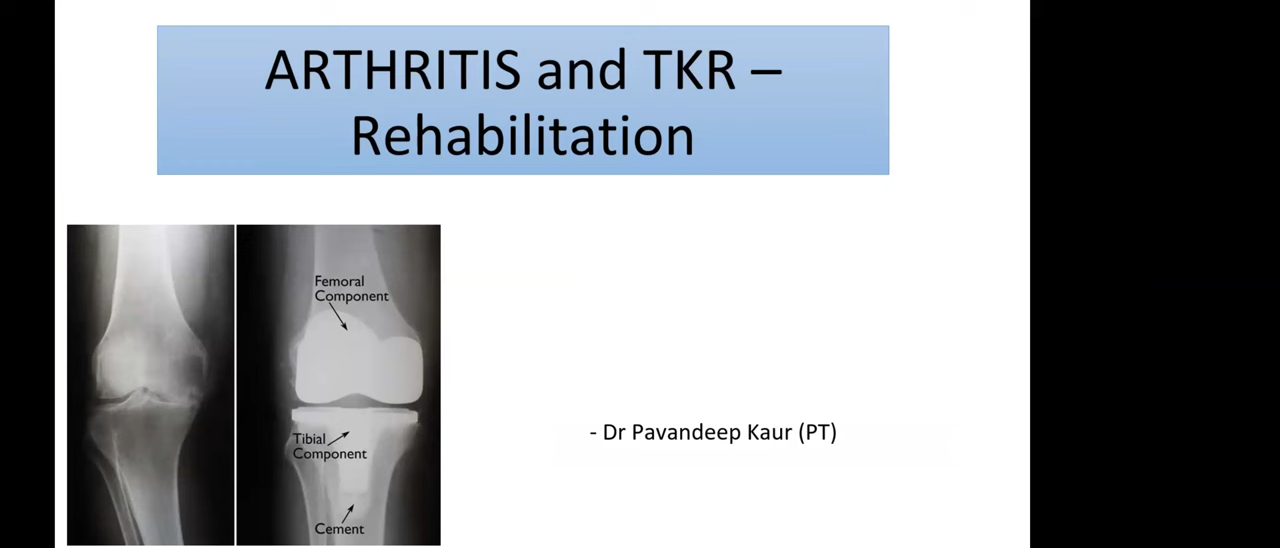 ARTHRITIS and TKR –
Rehabilitation
Femoral
Component
Tibial
Component
Cement
- Dr Pavandeep Kaur (PT)